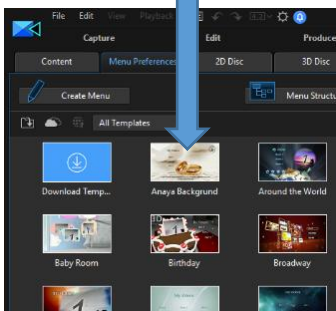 File Edit View Playback
Capture Edit Produce
Content Menu Preferences 2D Disc 3D Disc
Create Menu Menu Structu
All Templates
Download Temp... Anaya Backgrund Around the World
Baby Room Birthday Broadway